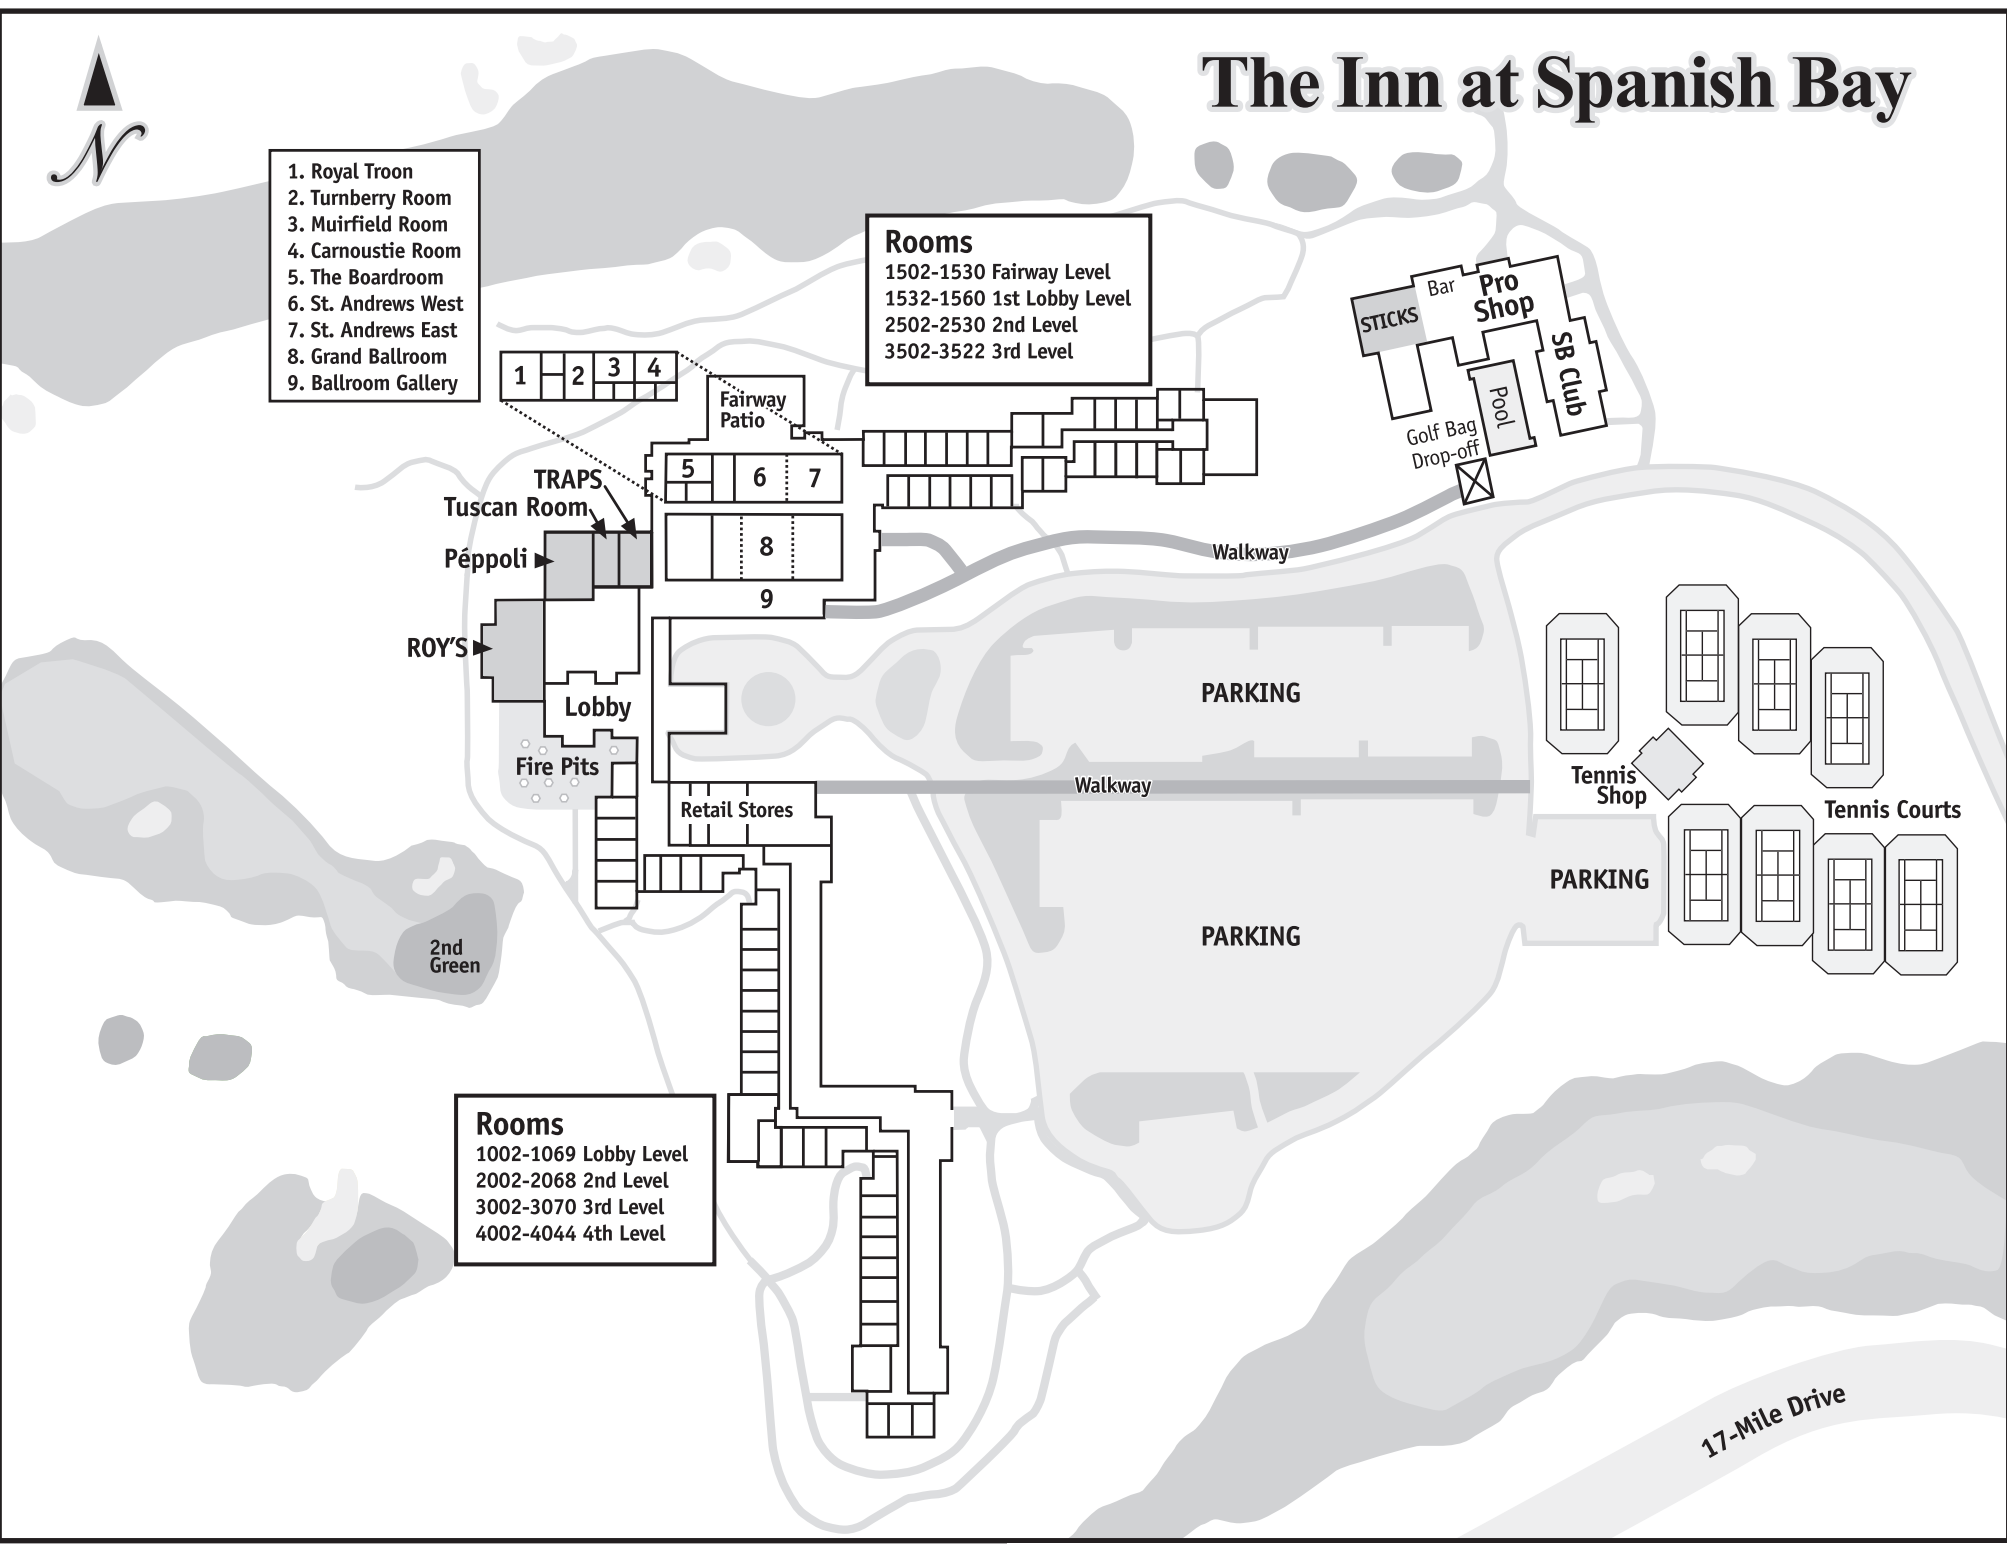 The Inn at Spanish Bay
N
1. Royal Troon
2. Turnberry Room
3. Muirfield Room
4. Carnoustie Room
5. The Boardroom
6. St. Andrews West
7. St. Andrews East
8. Grand Ballroom
9. Ballroom Gallery
Rooms
1502-1530 Fairway Level
1532-1560 1st Lobby Level
2502-2530 2nd Level
3502-3522 3rd Level
Bar
Pro
Shop
STICKS
SB Club
Pool
Golf Bag
Drop-off
1
2
3
4
Fairway
Patio
5
6
7
TRAPS
Tuscan Room
Péppoli
8
9
Walkway
ROY'S
Lobby
PARKING
Fire Pits
Walkway
Retail Stores
Tennis
Shop
Tennis Courts
PARKING
PARKING
2nd
Green
Rooms
1002-1069 Lobby Level
2002-2068 2nd Level
3002-3070 3rd Level
4002-4044 4th Level
17-Mile Drive